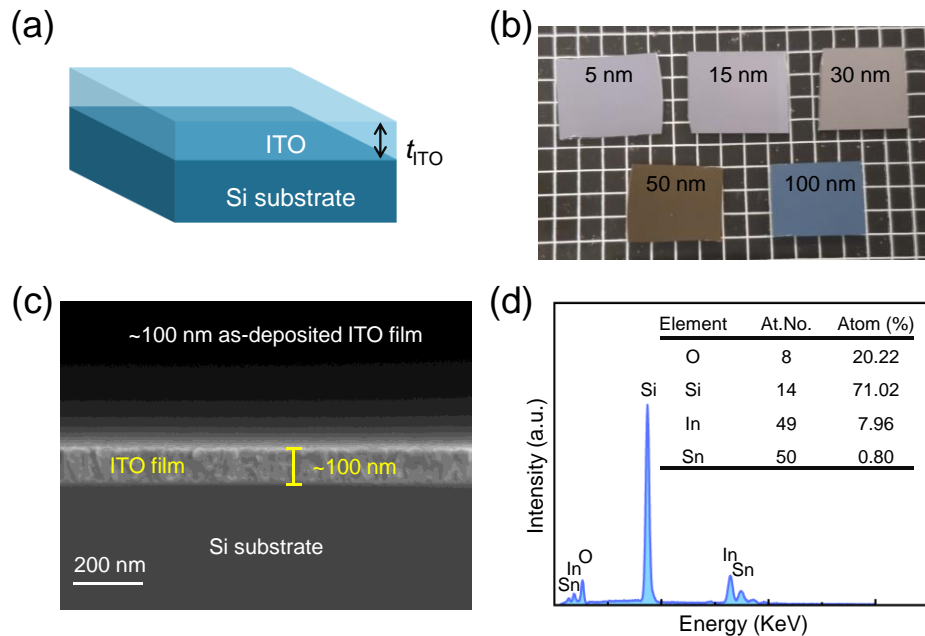 (a)
ITO
t_ITO
Si substrate
(b)
5 nm
15 nm
30 nm
50 nm
100 nm
(c)
~100 nm as-deposited ITO film
ITO film
~100 nm
Si substrate
200 nm
(d)
Element At.No. Atom (%)
O 8 20.22
Si 14 71.02
In 49 7.96
Sn 50 0.80
Si
O
In
Sn
In
Sn
Intensity (a.u.)
Energy (KeV)